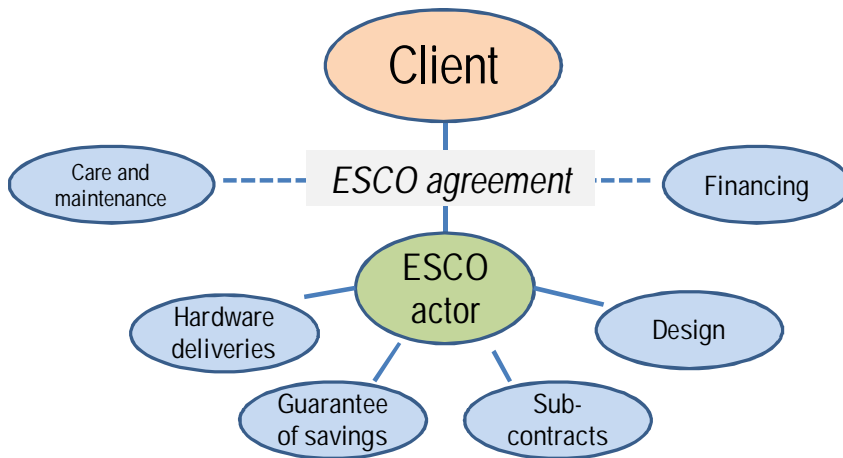 Client
Care and
maintenance
ESCO agreement
Financing
ESCO
actor
Hardware
deliveries
Design
Guarantee
of savings
Sub-
contracts